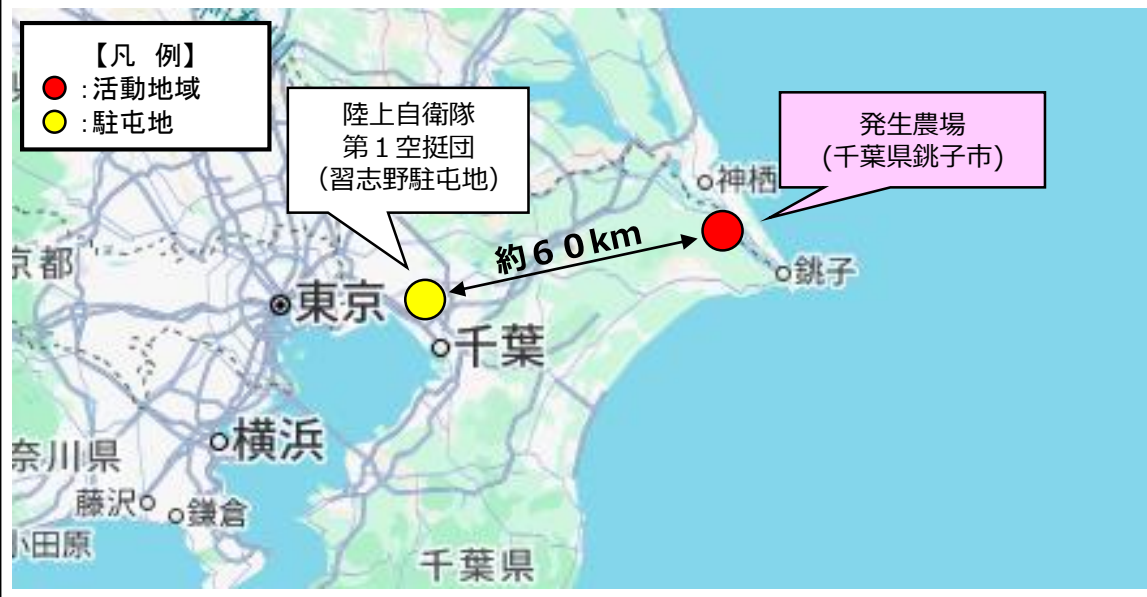 【凡 例】
:活動地域
:駐屯地
陸上自衛隊
第１空挺団
（習志野駐屯地）
発生農場
(千葉県銚子市)
神栖
約６０km
銚子
京都
東京
千葉
横浜
奈川県
藤沢
鎌倉
小田原
千葉県